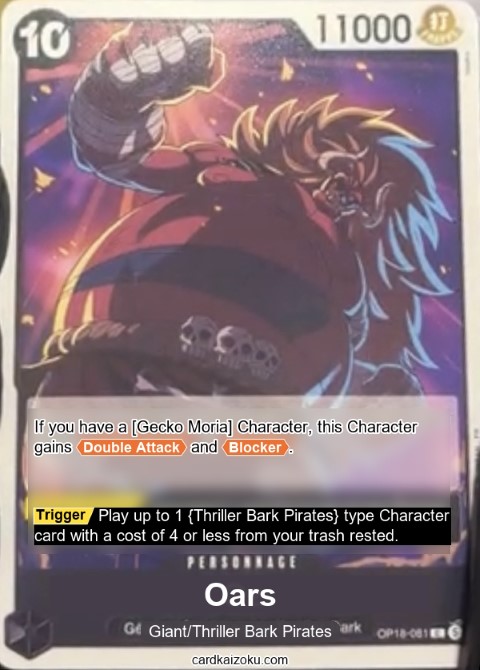 10
11000
If you have a [Gecko Moria] Character, this Character
gains Double Attack and Blocker.
Trigger Play up to 1 {Thriller Bark Pirates} type Character
card with a cost of 4 or less from your trash rested.
PERSONNAGE
Oars
Giant/Thriller Bark Pirates
OP18-081 C
cardkaizoku.com